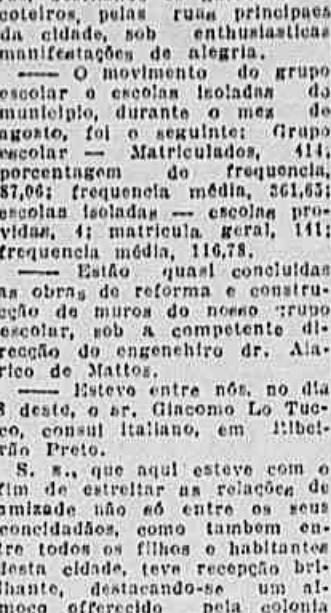 goteiros, pelas ruas principaes
da cidade, sob enthusiasticas
manifestações de alegria.
—— O movimento do grupo
escolar e escolas isoladas do
municipio, durante o mez de
agosto, foi o seguinte: Grupo
escolar — Matriculados, 414;
porcentagem de frequencia,
87,06; frequencia média, 361,63;
escolas isoladas — escolas pro-
vidas, 4; matricula geral, 141;
frequencia média, 116,78.
—— Estão quasi concluidas
as obras de reforma e constru-
cção de muros do nosso grupo
escolar, sob a competente di-
recção do engenehiro dr. Ala-
rico de Mattos.
—— Esteve entre nós, no dia
8 deste, o sr. Giacomo Lo Tuc-
co, consul italiano, em Ribei-
rão Preto.
S. s., que aqui esteve com o
fim de estreitar as relações de
amizade não só entre os seus
concidadãos, como tambem en-
tre todos os filhos e habitantes
desta cidade, teve recepção bri-
lhante, destacando-se um al-
moço offerecido pela colonia